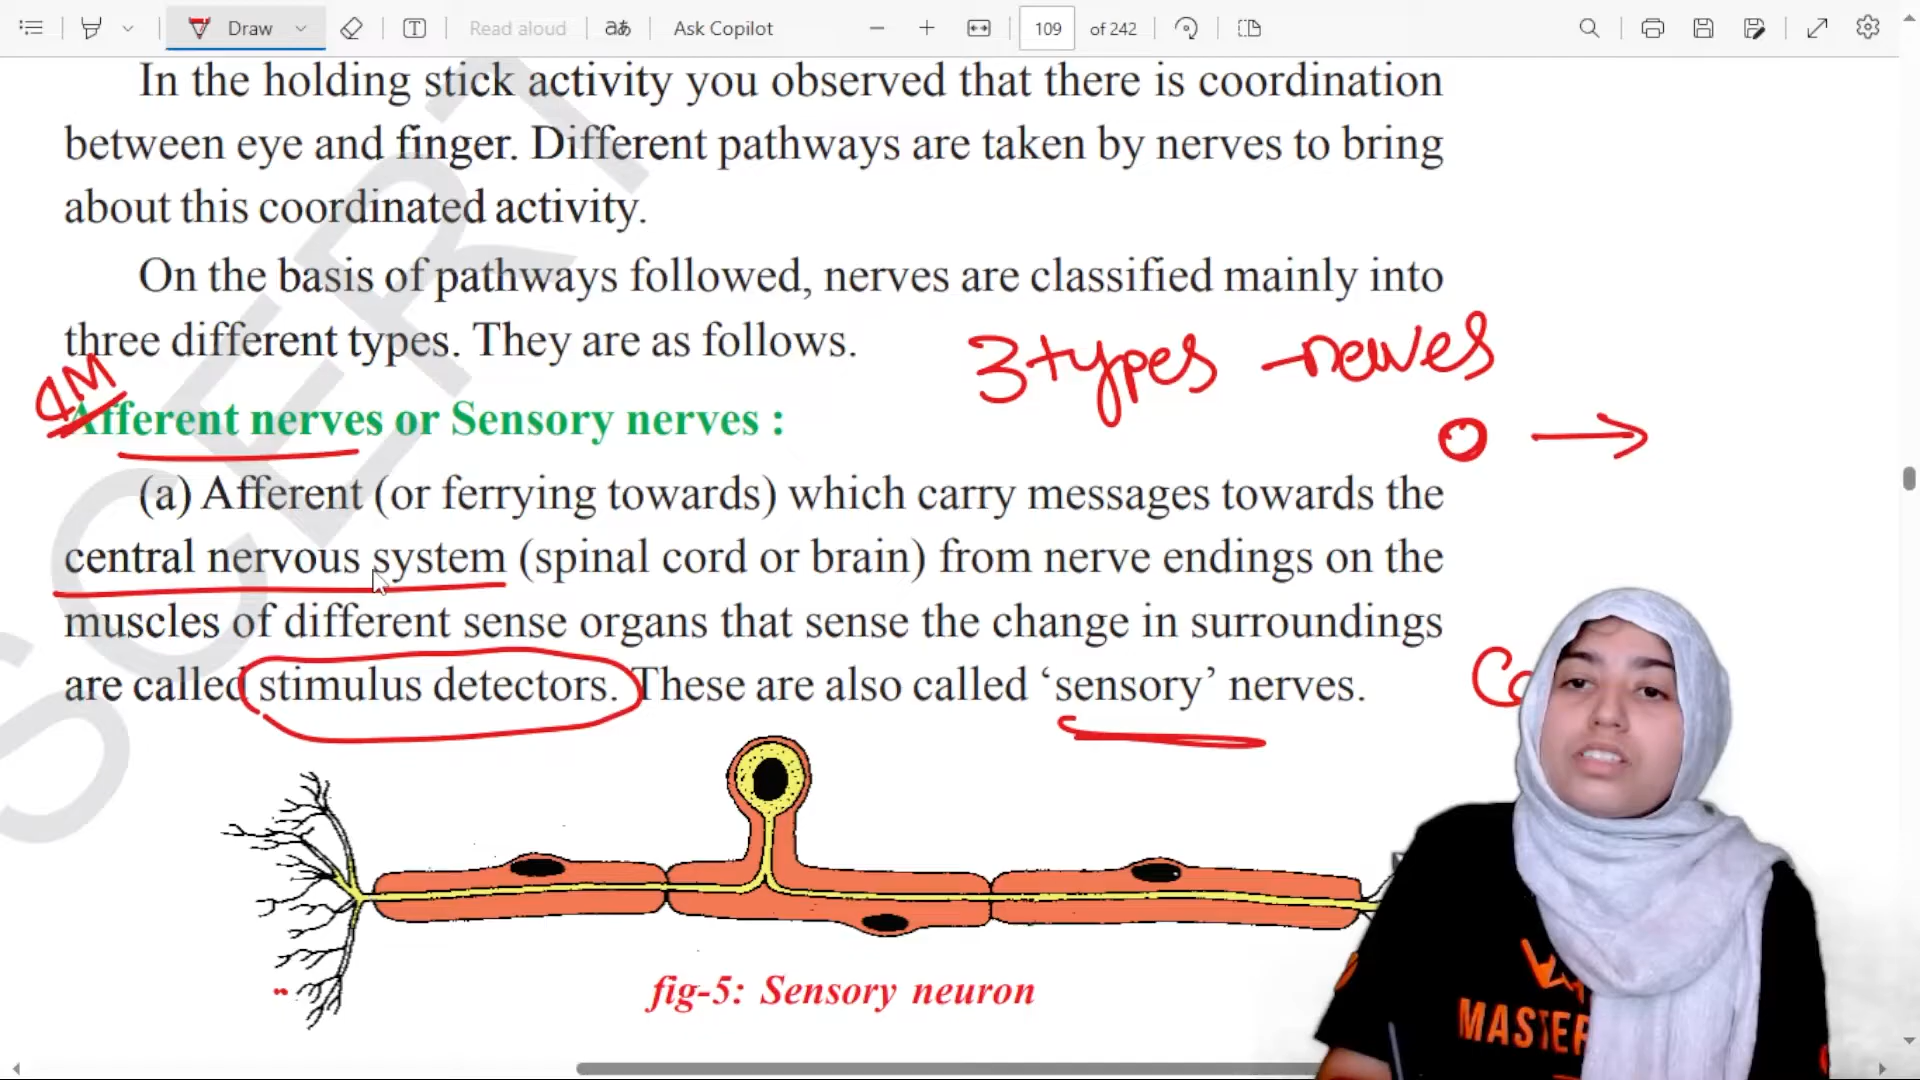 Draw
Read aloud
aあ
Ask Copilot
109 of 242
In the holding stick activity you observed that there is coordination
between eye and finger. Different pathways are taken by nerves to bring
about this coordinated activity.
On the basis of pathways followed, nerves are classified mainly into
three different types. They are as follows.
3 types - nerves
Afferent nerves or Sensory nerves :
(a) Afferent (or ferrying towards) which carry messages towards the
central nervous system (spinal cord or brain) from nerve endings on the
muscles of different sense organs that sense the change in surroundings
are called stimulus detectors. These are also called ‘sensory’ nerves.
fig-5: Sensory neuron
SCERT
MASTER